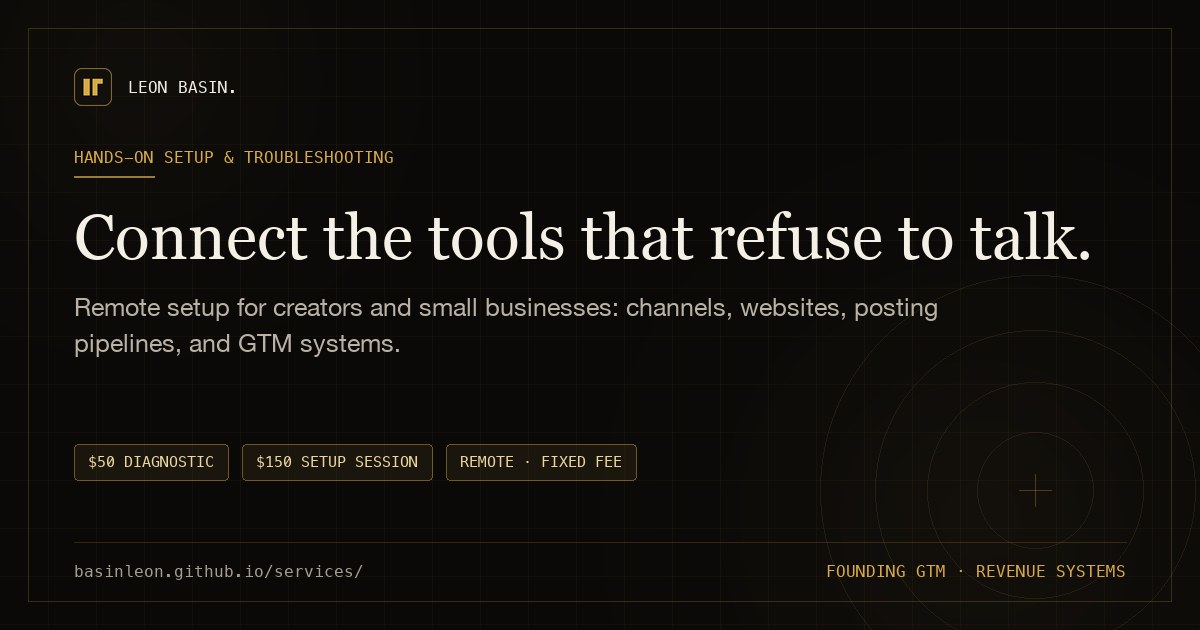 LEON BASIN.
HANDS–ON SETUP & TROUBLESHOOTING
Connect the tools that refuse to talk.
Remote setup for creators and small businesses: channels, websites, posting
pipelines, and GTM systems.
$50 DIAGNOSTIC
$150 SETUP SESSION
REMOTE · FIXED FEE
basinleon.github.io/services/
FOUNDING GTM · REVENUE SYSTEMS